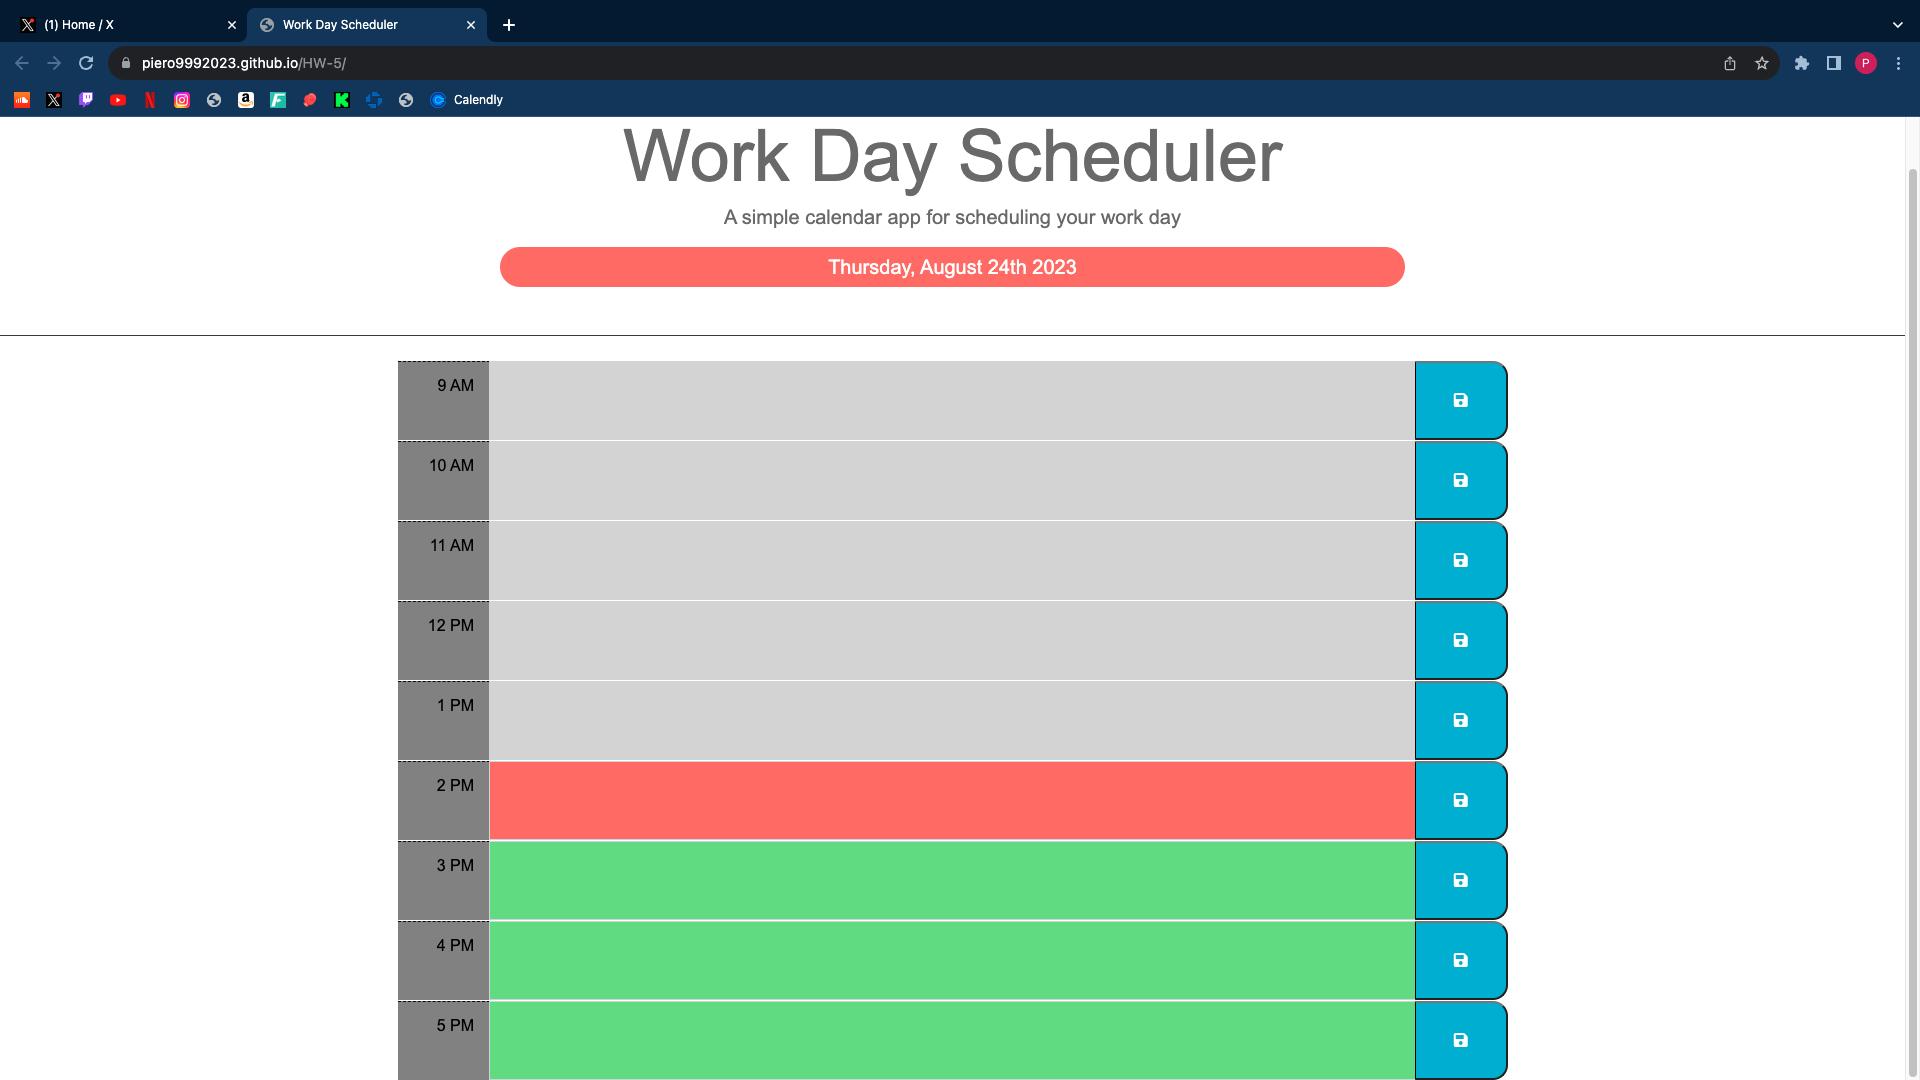 (1) Home / X
Work Day Scheduler
piero9992023.github.io/HW-5/
P
Calendly
Work Day Scheduler
A simple calendar app for scheduling your work day
Thursday, August 24th 2023
9 AM
10 AM
11 AM
12 PM
1 PM
2 PM
3 PM
4 PM
5 PM